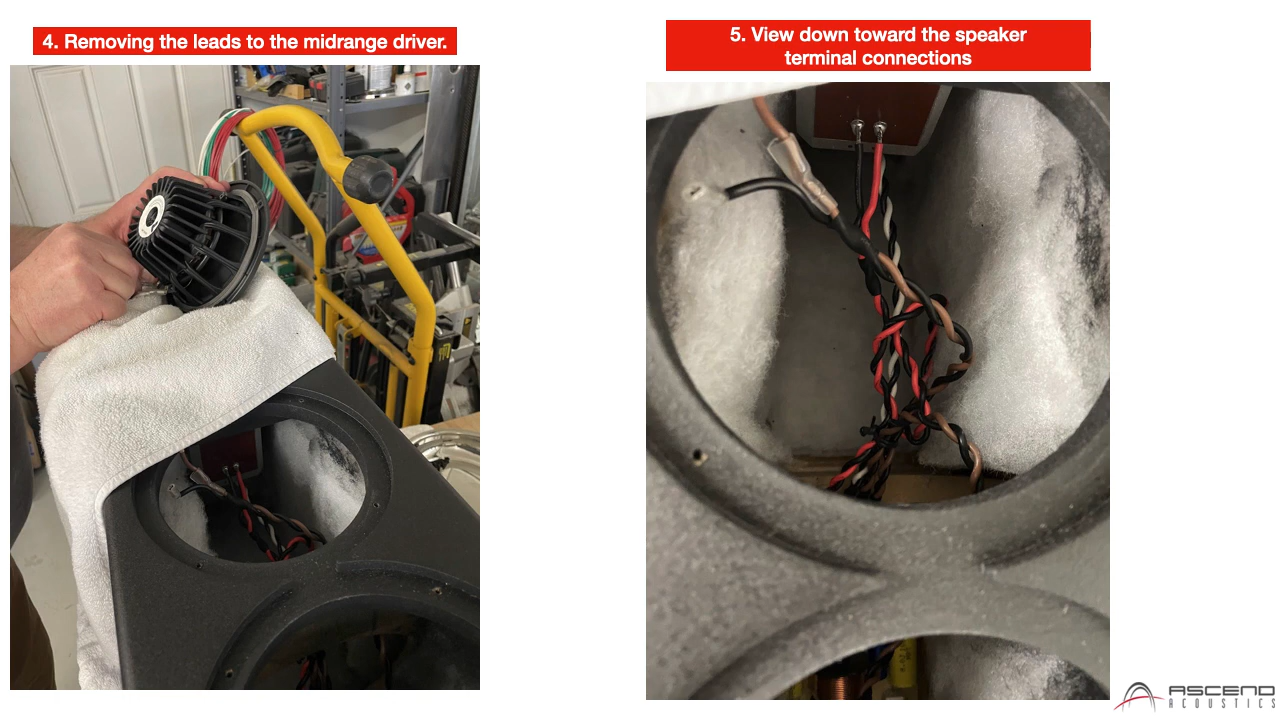 4. Removing the leads to the midrange driver.
5. View down toward the speaker
terminal connections
ASCEND
ACOUSTICS